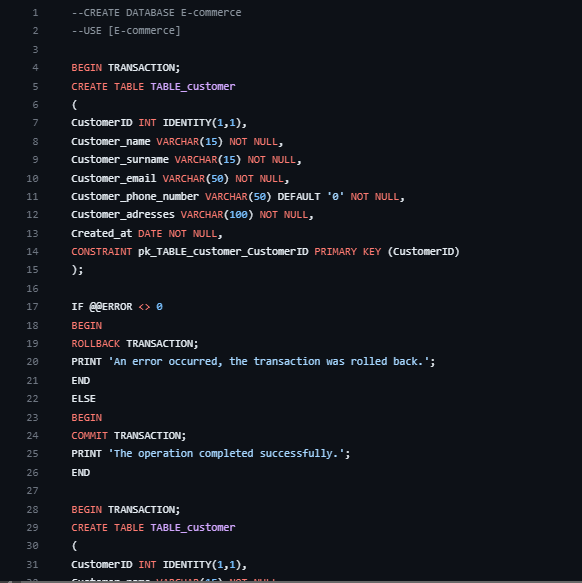 1 --CREATE DATABASE E-commerce
2 --USE [E-commerce]
3
4 BEGIN TRANSACTION;
5 CREATE TABLE TABLE_customer
6 (
7 CustomerID INT IDENTITY(1,1),
8 Customer_name VARCHAR(15) NOT NULL,
9 Customer_surname VARCHAR(15) NOT NULL,
10 Customer_email VARCHAR(50) NOT NULL,
11 Customer_phone_number VARCHAR(50) DEFAULT '0' NOT NULL,
12 Customer_adresses VARCHAR(100) NOT NULL,
13 Created_at DATE NOT NULL,
14 CONSTRAINT pk_TABLE_customer_CustomerID PRIMARY KEY (CustomerID)
15 );
16
17 IF @@ERROR <> 0
18 BEGIN
19 ROLLBACK TRANSACTION;
20 PRINT 'An error occurred, the transaction was rolled back.';
21 END
22 ELSE
23 BEGIN
24 COMMIT TRANSACTION;
25 PRINT 'The operation completed successfully.';
26 END
27
28 BEGIN TRANSACTION;
29 CREATE TABLE TABLE_customer
30 (
31 CustomerID INT IDENTITY(1,1),